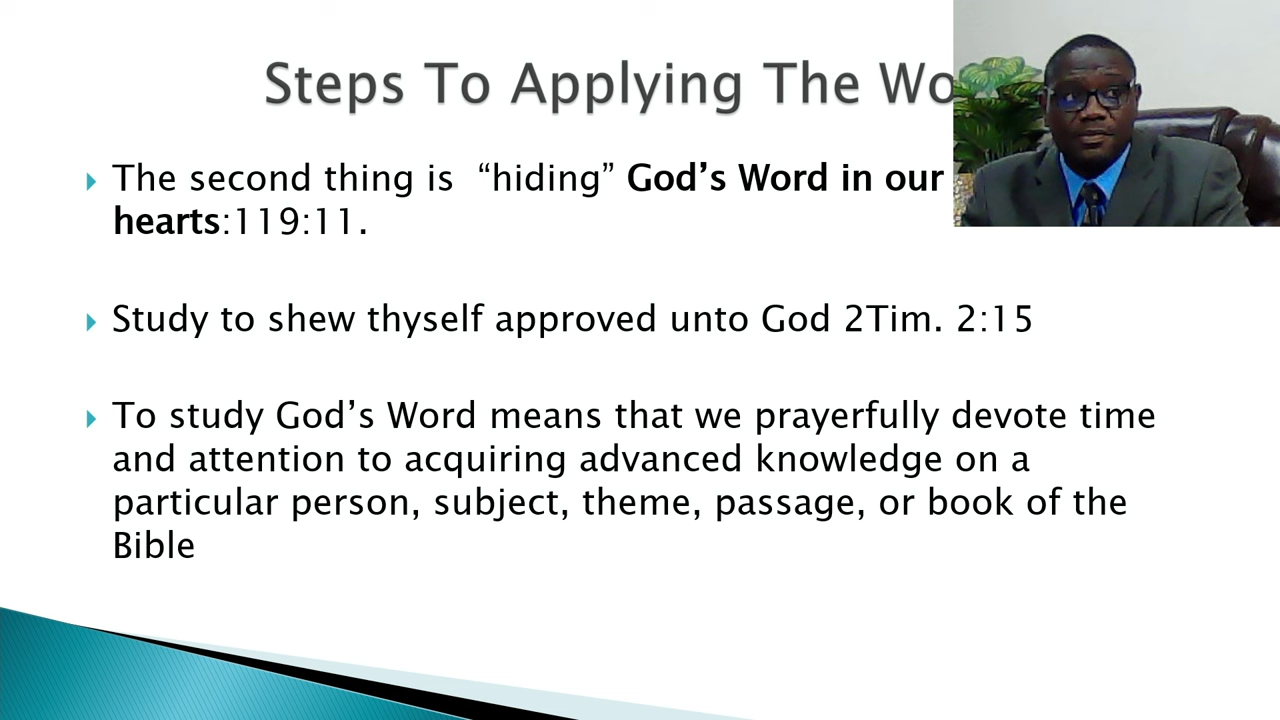 Steps To Applying The
The second thing is “hiding” God’s Word in our
hearts:119:11.
Study to shew thyself approved unto God 2Tim. 2:15
To study God’s Word means that we prayerfully devote time
and attention to acquiring advanced knowledge on a
particular person, subject, theme, passage, or book of the
Bible